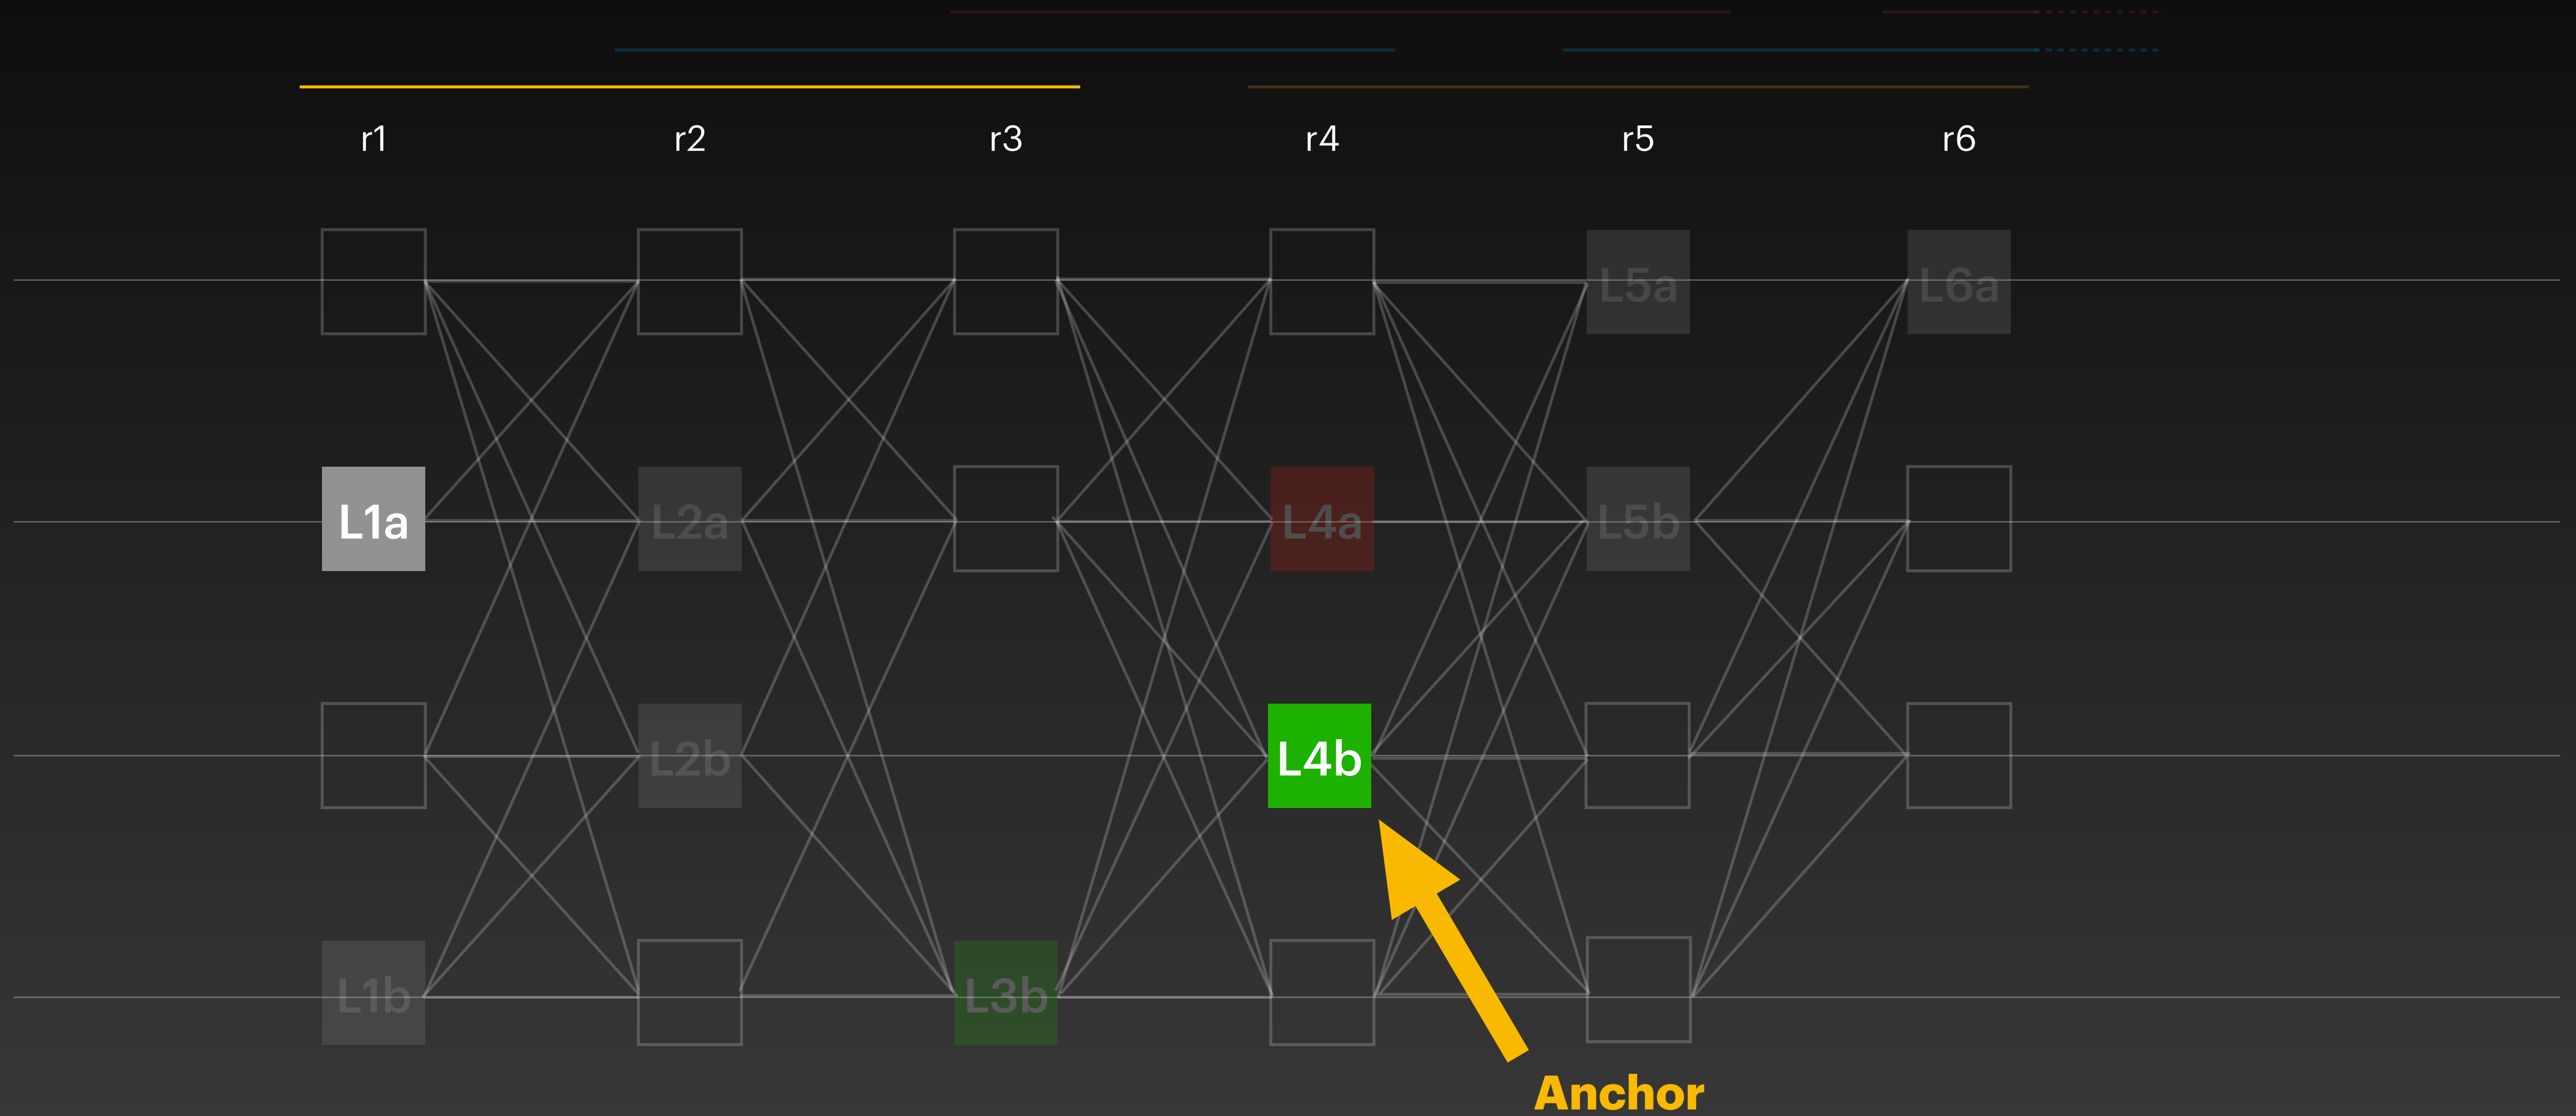 r1 r2 r3 r4 r5 r6
L5a L6a
L1a L2a L4a L5b
L2b L4b
L1b L3b
Anchor